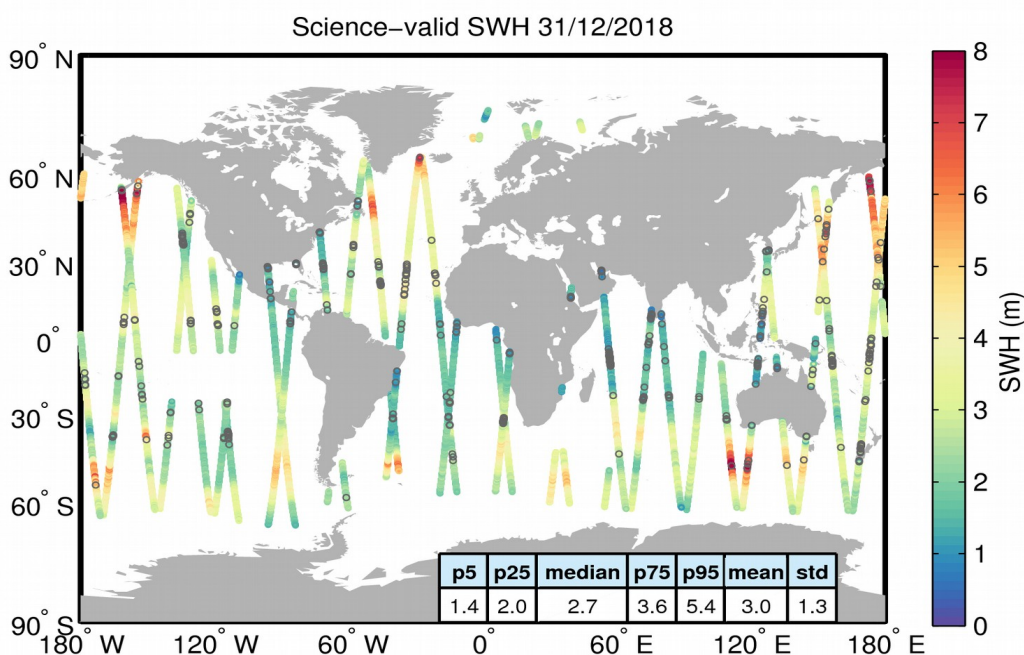 Science−valid SWH 31/12/2018
90° N
60° N
30° N
0°
30° S
60° S
90° S
180° W
120° W
60° W
0°
60° E
120° E
180° E
p5 p25 median p75 p95 mean std
1.4 2.0 2.7 3.6 5.4 3.0 1.3
8
7
6
5
4
3
2
1
0
SWH (m)